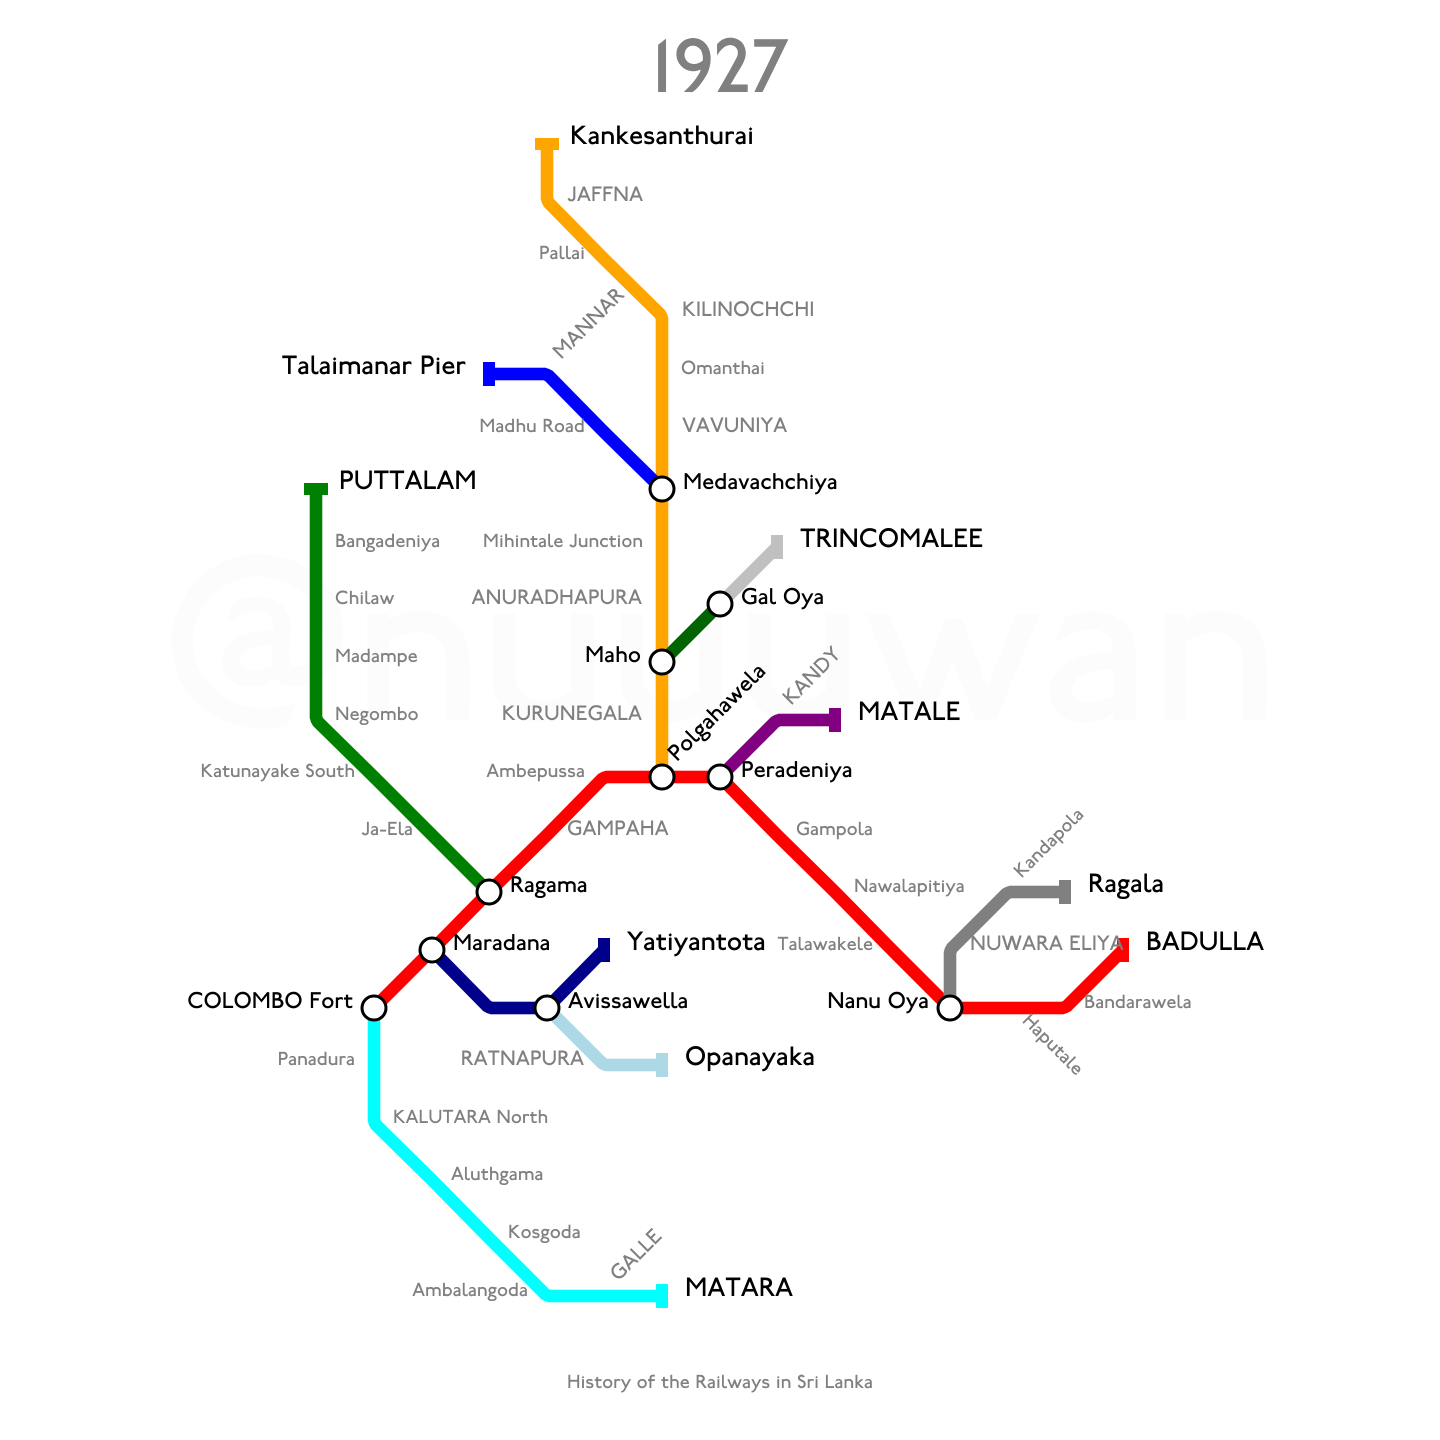 1927
Kankesanthurai
JAFFNA
Pallai
MANNAR
KILINOCHCHI
Talaimanar Pier
Omanthai
Madhu Road
VAVUNIYA
PUTTALAM
Medavachchiya
Bangadeniya
Mihintale Junction
TRINCOMALEE
Chilaw
ANURADHAPURA
Gal Oya
@nuuuwan
Madampe
Maho
Polgahawela
KANDY
Negombo
KURUNEGALA
MATALE
Katunayake South
Ambepussa
Peradeniya
Ja-Ela
GAMPAHA
Gampola
Kandapola
Ragama
Nawalapitiya
Ragala
Maradana
Yatiyantota
Talawakele
NUWARA ELIYA
BADULLA
COLOMBO Fort
Avissawella
Nanu Oya
Bandarawela
Haputale
Panadura
RATNAPURA
Opanayaka
KALUTARA North
Aluthgama
Kosgoda
GALLE
Ambalangoda
MATARA
History of the Railways in Sri Lanka